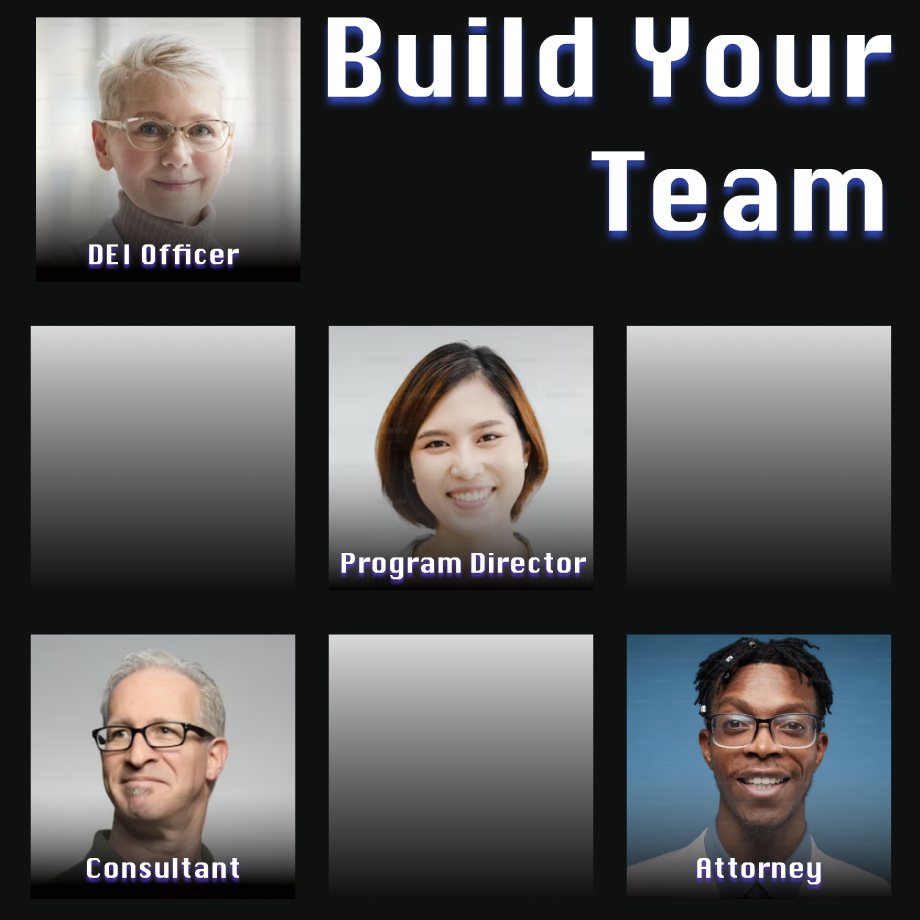 Build Your
Team
DEI Officer
Program Director
Consultant
Attorney